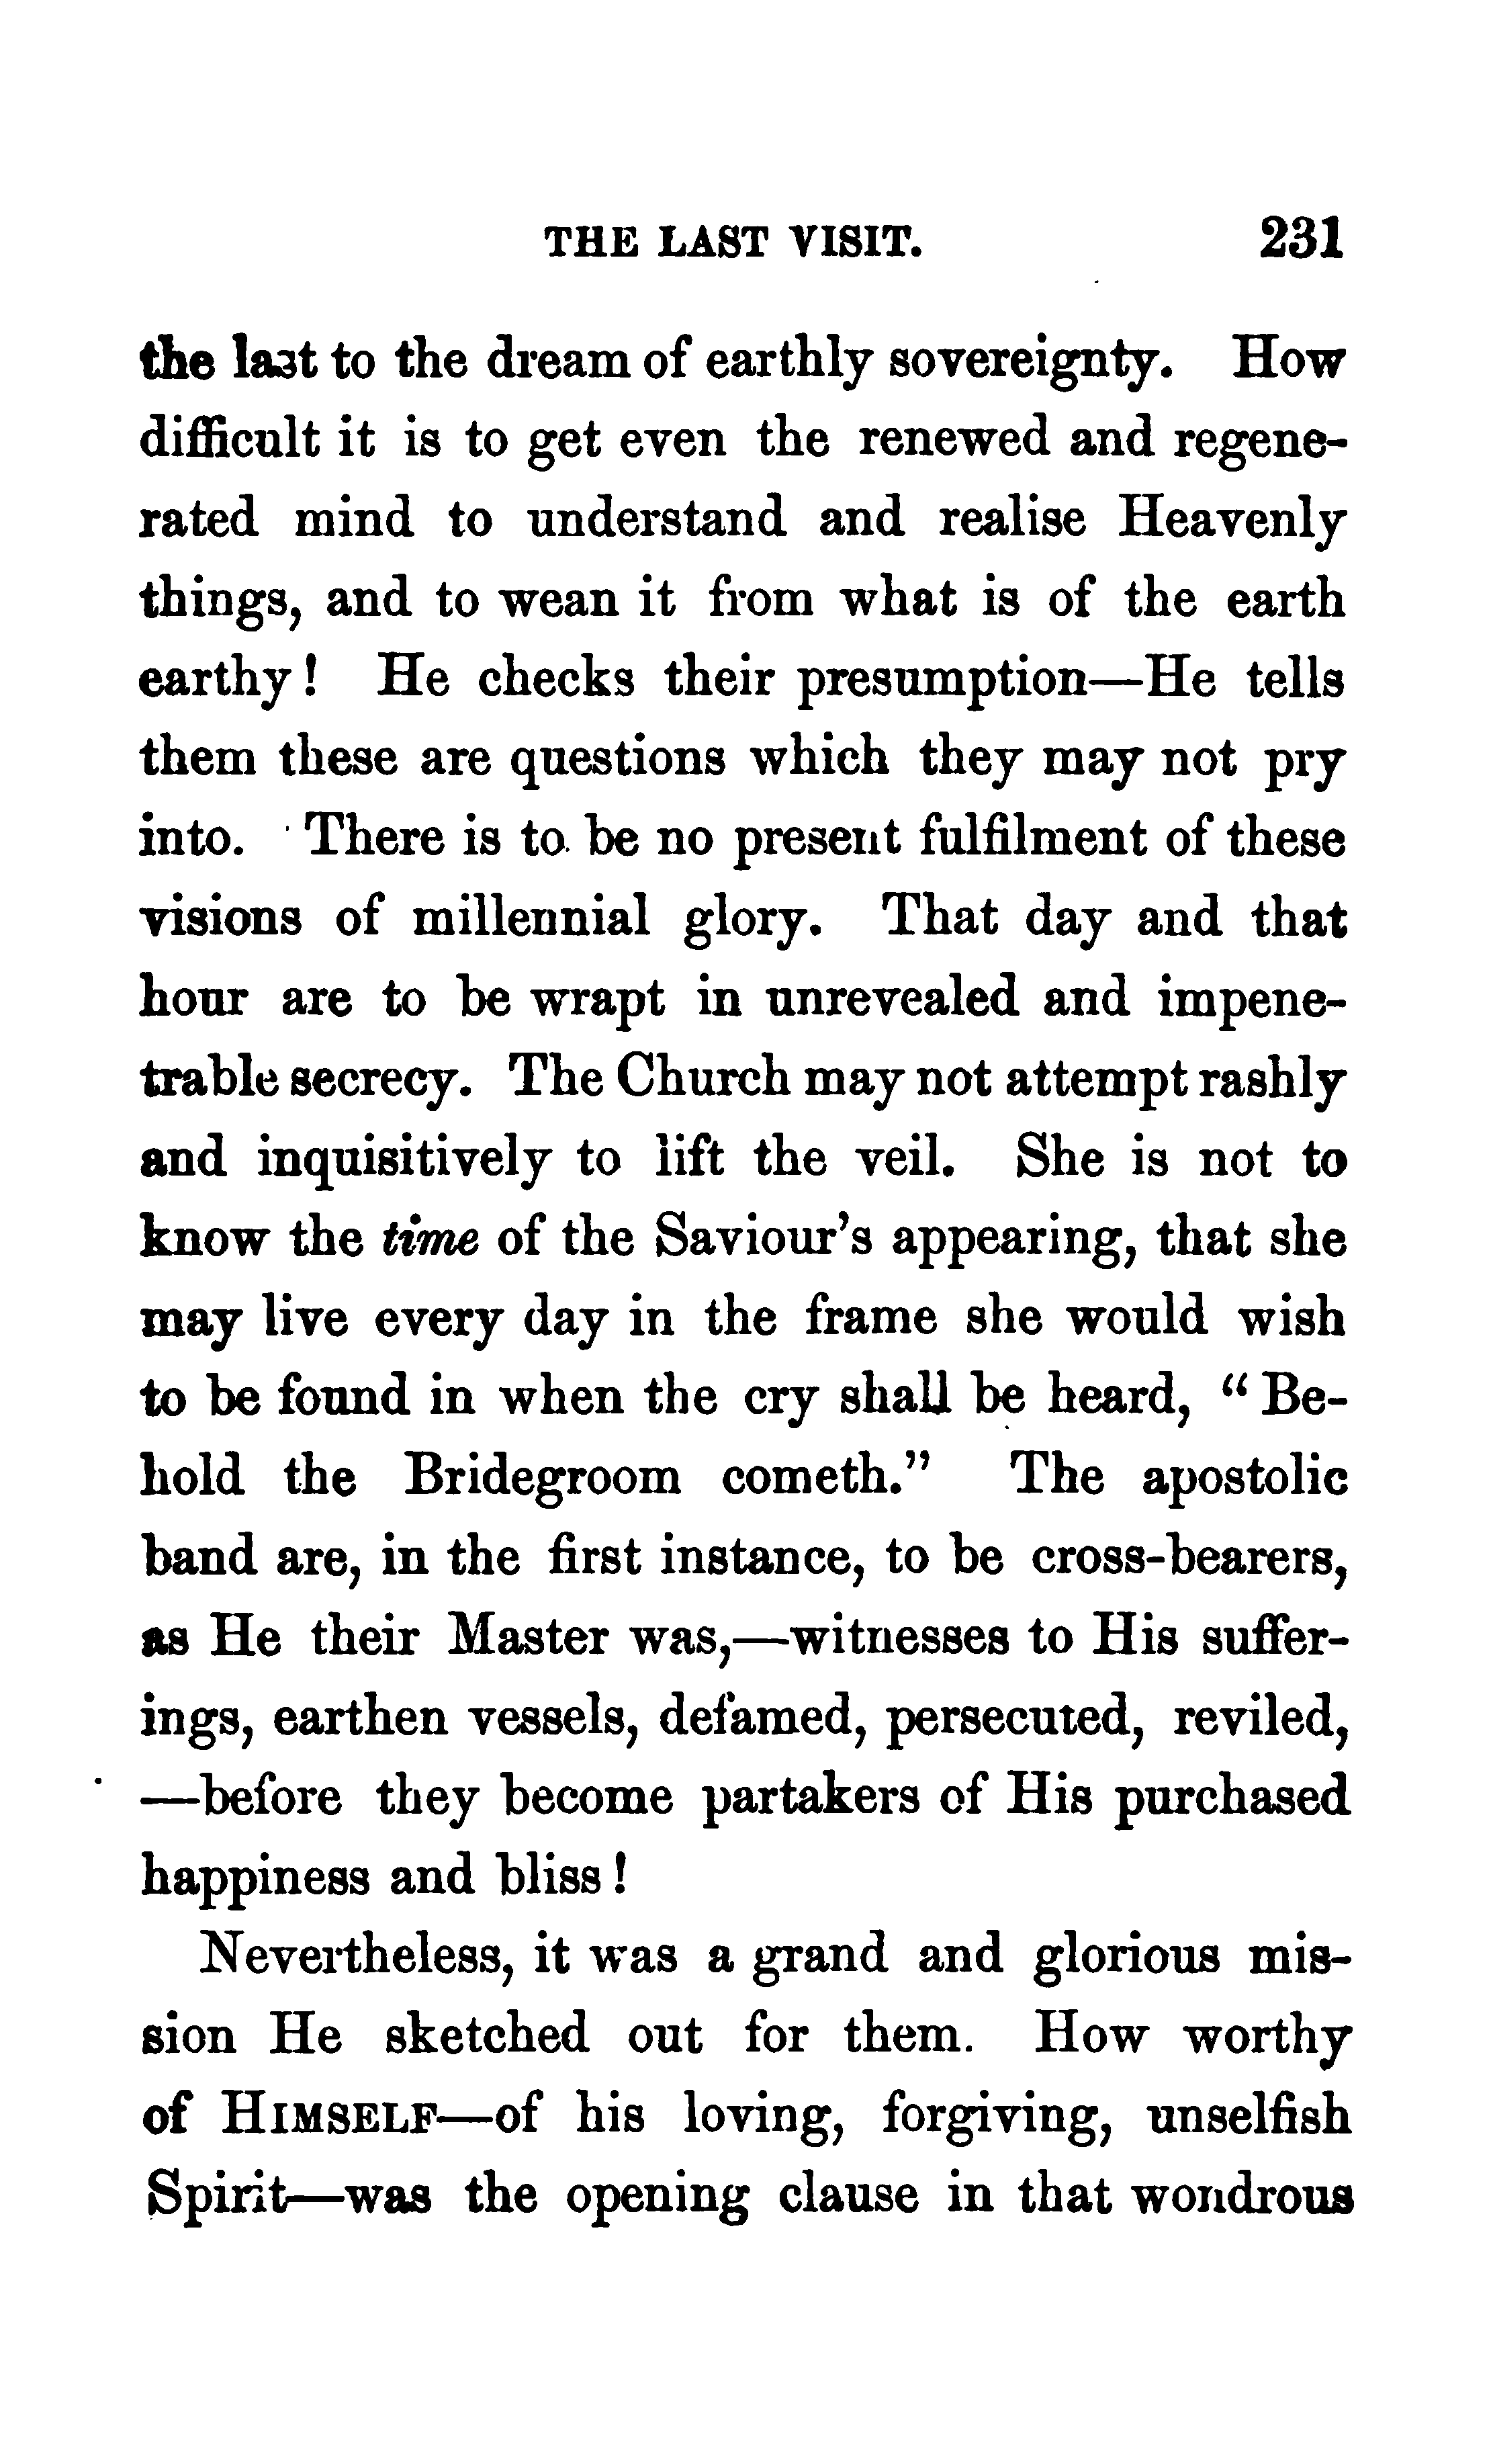 THE LAST VISIT. 231
the last to the dream of earthly sovereignty. How
difficult it is to get even the renewed and regene-
rated mind to understand and realise Heavenly
things, and to wean it from what is of the earth
earthy! He checks their presumption—He tells
them these are questions which they may not pry
into. There is to be no present fulfilment of these
visions of millennial glory. That day and that
hour are to be wrapt in unrevealed and impene-
trable secrecy. The Church may not attempt rashly
and inquisitively to lift the veil. She is not to
know the time of the Saviour's appearing, that she
may live every day in the frame she would wish
to be found in when the cry shall be heard, “Be-
hold the Bridegroom cometh.” The apostolic
band are, in the first instance, to be cross-bearers,
as He their Master was,—witnesses to His suffer-
ings, earthen vessels, defamed, persecuted, reviled,
—before they become partakers of His purchased
happiness and bliss!
Nevertheless, it was a grand and glorious mis-
sion He sketched out for them. How worthy
of HIMSELF—of his loving, forgiving, unselfish
Spirit—was the opening clause in that wondrous